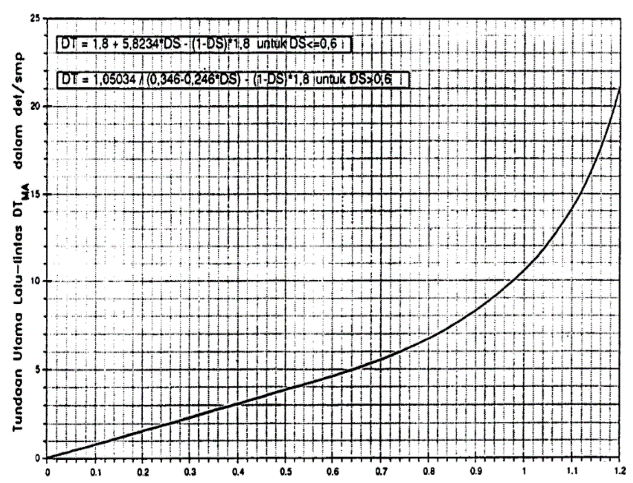 25
DT = 1,8 + 5,8234*DS - (1-DS)*1,8 untuk DS<=0,6
DT = 1,05034 / (0,346-0,246*DS) - (1-DS)*1,8 untuk DS>0,6
20
15
10
5
0
Tundaan Utama Lalu-lintas DT MA dalam det/smp
0 0.1 0.2 0.3 0.4 0.5 0.6 0.7 0.8 0.9 1 1.1 1.2